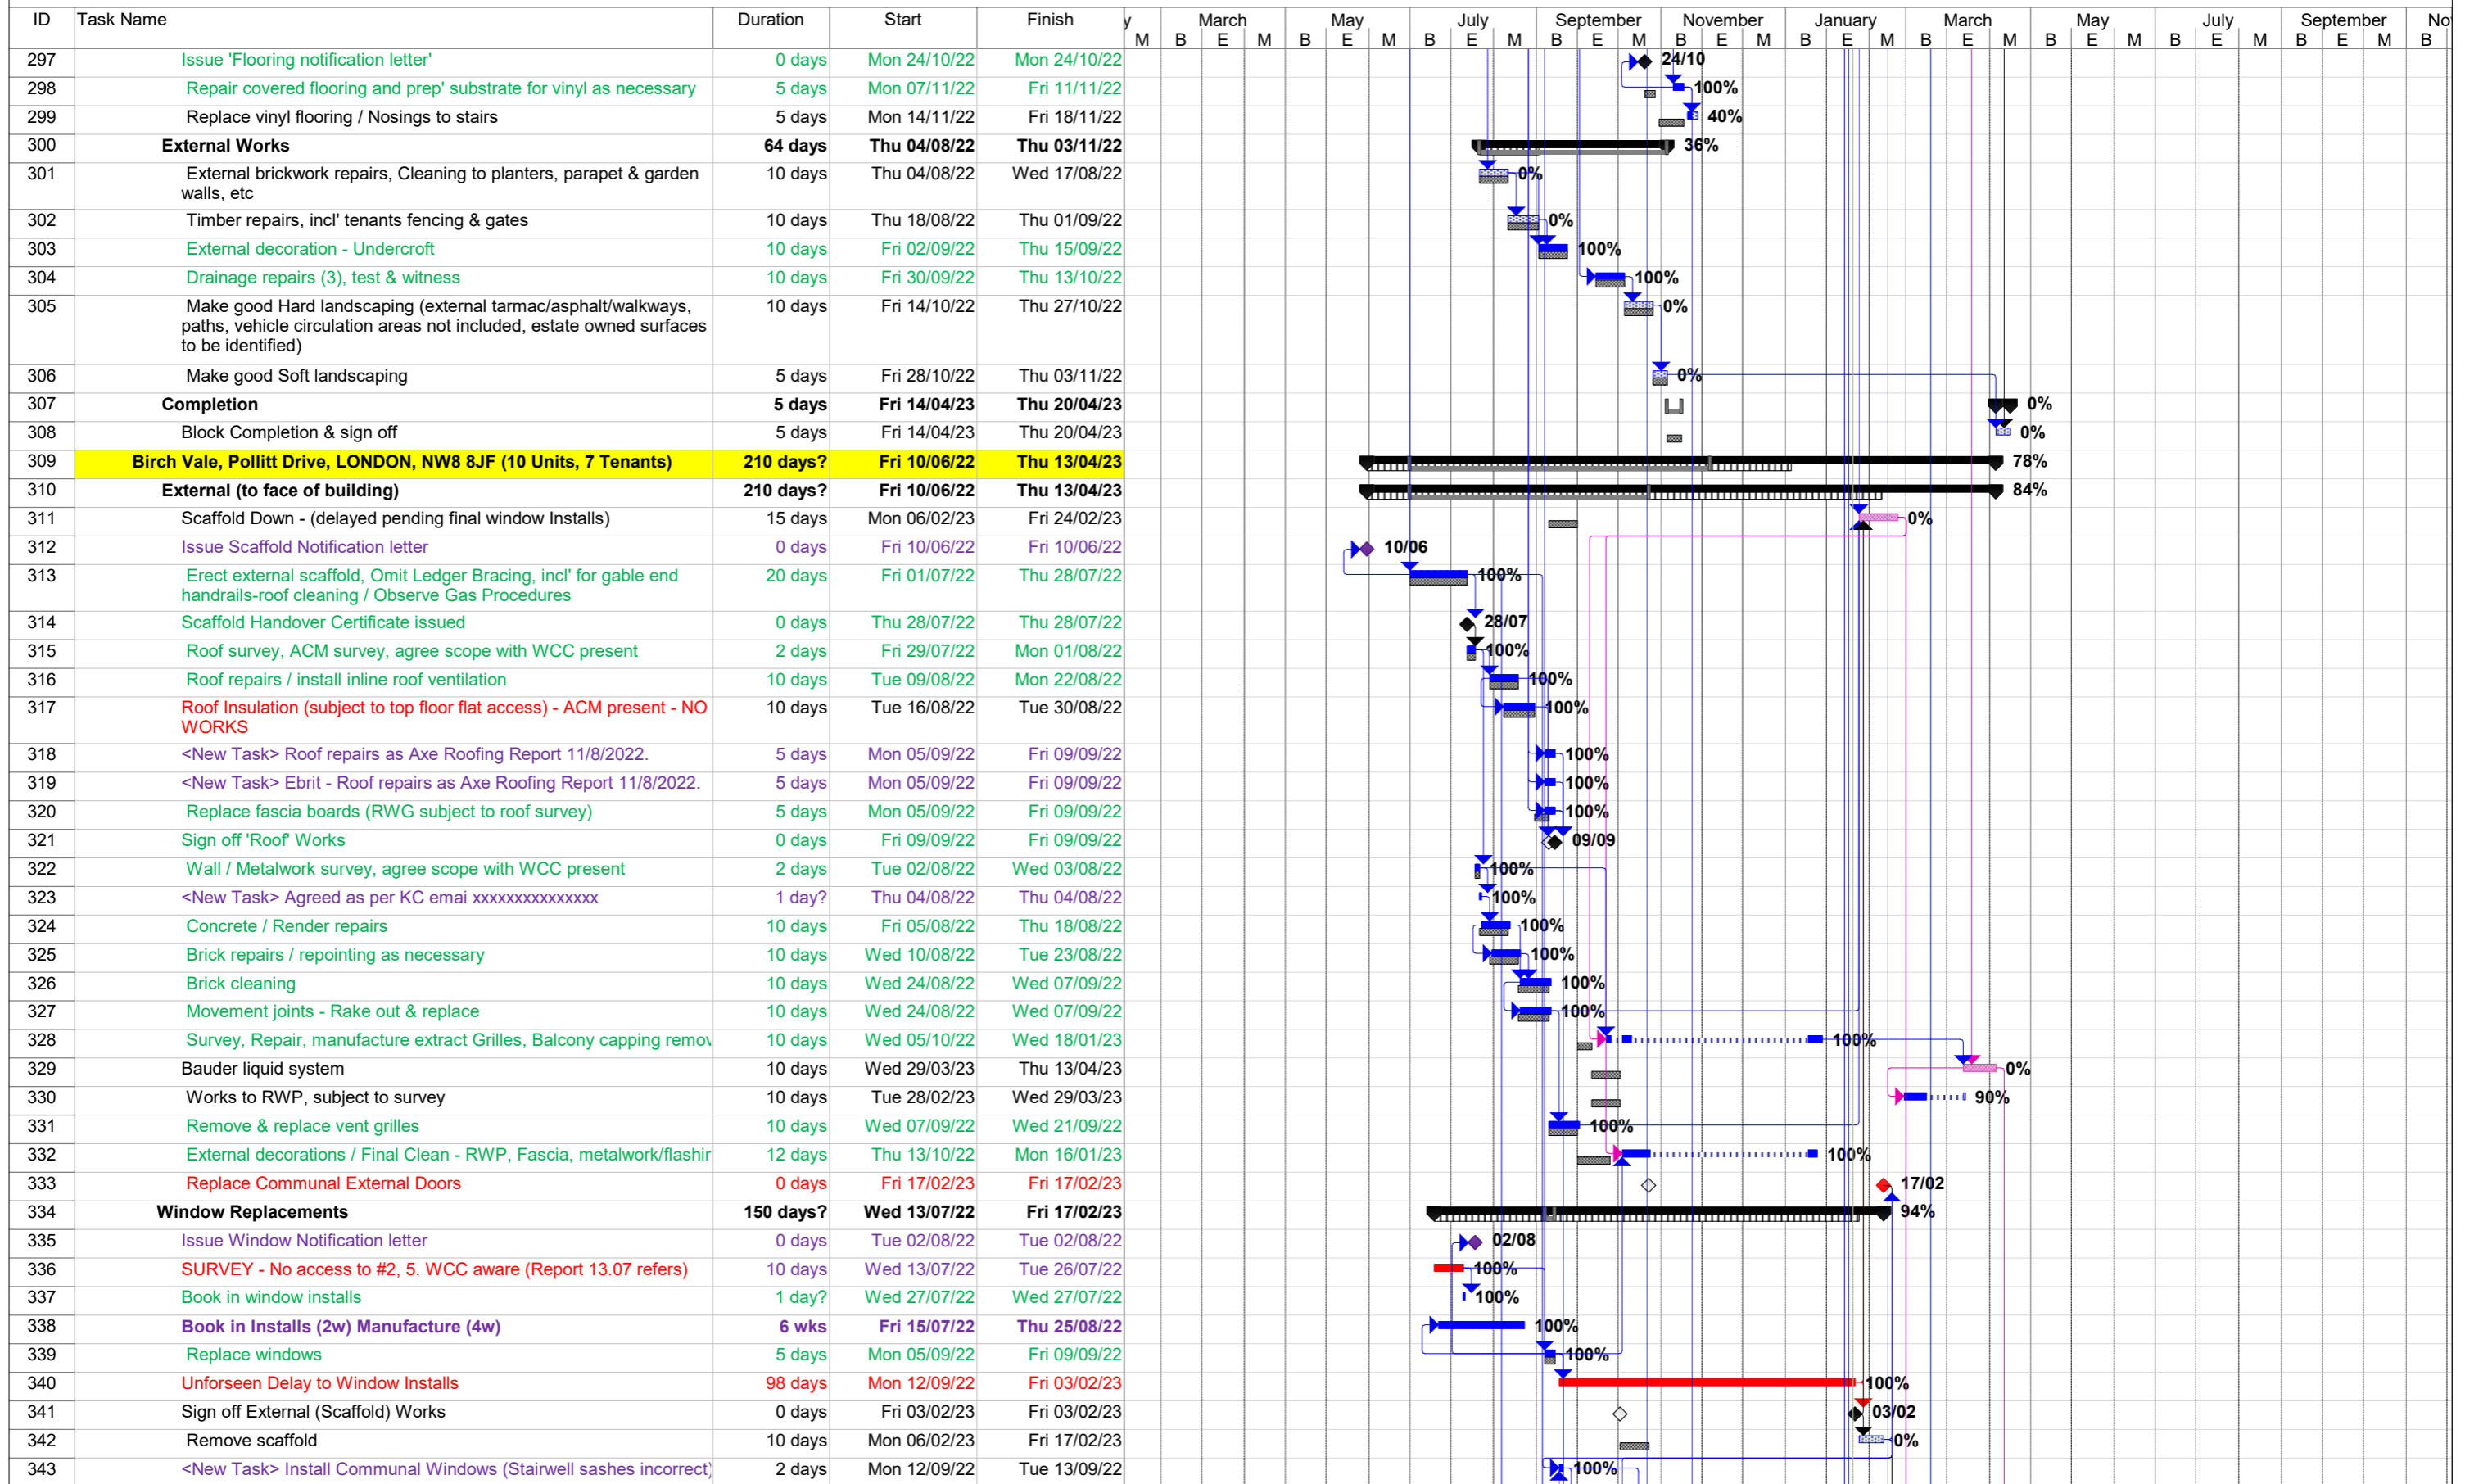 ID Task Name Duration Start Finish March May July September November January March May July September
M B E M B E M B E M B E M B E M B E M B E M B E M B E M B
297 Issue 'Flooring notification letter' 0 days Mon 24/10/22 Mon 24/10/22 24/10
298 Repair covered flooring and prep' substrate for vinyl as necessary 5 days Mon 07/11/22 Fri 11/11/22 100%
299 Replace vinyl flooring / Nosings to stairs 5 days Mon 14/11/22 Fri 18/11/22 40%
300 External Works 64 days Thu 04/08/22 Thu 03/11/22 36%
301 External brickwork repairs, Cleaning to planters, parapet & garden 10 days Thu 04/08/22 Wed 17/08/22 0%
walls, etc
302 Timber repairs, incl' tenants fencing & gates 10 days Thu 18/08/22 Thu 01/09/22 0%
303 External decoration - Undercroft 10 days Fri 02/09/22 Thu 15/09/22 100%
304 Drainage repairs (3), test & witness 10 days Fri 30/09/22 Thu 13/10/22 100%
305 Make good Hard landscaping (external tarmac/asphalt/walkways, 10 days Fri 14/10/22 Thu 27/10/22 0%
paths, vehicle circulation areas not included, estate owned surfaces
to be identified)
306 Make good Soft landscaping 5 days Fri 28/10/22 Thu 03/11/22 0%
307 Completion 5 days Fri 14/04/23 Thu 20/04/23 0%
308 Block Completion & sign off 5 days Fri 14/04/23 Thu 20/04/23 0%
309 Birch Vale, Pollitt Drive, LONDON, NW8 8JF (10 Units, 7 Tenants) 210 days? Fri 10/06/22 Thu 13/04/23 78%
310 External (to face of building) 210 days? Fri 10/06/22 Thu 13/04/23 84%
311 Scaffold Down - (delayed pending final window Installs) 15 days Mon 06/02/23 Fri 24/02/23 0%
312 Issue Scaffold Notification letter 0 days Fri 10/06/22 Fri 10/06/22 10/06
313 Erect external scaffold, Omit Ledger Bracing, incl' for gable end 20 days Fri 01/07/22 Thu 28/07/22 100%
handrails-roof cleaning / Observe Gas Procedures
314 Scaffold Handover Certificate issued 0 days Thu 28/07/22 Thu 28/07/22 28/07
315 Roof survey, ACM survey, agree scope with WCC present 2 days Fri 29/07/22 Mon 01/08/22 100%
316 Roof repairs / install inline roof ventilation 10 days Tue 09/08/22 Mon 22/08/22 100%
317 Roof Insulation (subject to top floor flat access) - ACM present - NO 10 days Tue 16/08/22 Tue 30/08/22 100%
WORKS
318 <New Task> Roof repairs as Axe Roofing Report 11/8/2022. 5 days Mon 05/09/22 Fri 09/09/22 100%
319 <New Task> Ebrit - Roof repairs as Axe Roofing Report 11/8/2022. 5 days Mon 05/09/22 Fri 09/09/22 100%
320 Replace fascia boards (RWG subject to roof survey) 5 days Mon 05/09/22 Fri 09/09/22 100%
321 Sign off 'Roof' Works 0 days Fri 09/09/22 Fri 09/09/22 09/09
322 Wall / Metalwork survey, agree scope with WCC present 2 days Tue 02/08/22 Wed 03/08/22 100%
323 <New Task> Agreed as per KC emai xxxxxxxxxxxxxxx 1 day? Thu 04/08/22 Thu 04/08/22 100%
324 Concrete / Render repairs 10 days Fri 05/08/22 Thu 18/08/22 100%
325 Brick repairs / repointing as necessary 10 days Wed 10/08/22 Tue 23/08/22 100%
326 Brick cleaning 10 days Wed 24/08/22 Wed 07/09/22 100%
327 Movement joints - Rake out & replace 10 days Wed 24/08/22 Wed 07/09/22 100%
328 Survey, Repair, manufacture extract Grilles, Balcony capping remov 10 days Wed 05/10/22 Wed 18/01/23 100%
329 Bauder liquid system 10 days Wed 29/03/23 Thu 13/04/23 0%
330 Works to RWP, subject to survey 10 days Tue 28/02/23 Wed 29/03/23 90%
331 Remove & replace vent grilles 10 days Wed 07/09/22 Wed 21/09/22 100%
332 External decorations / Final Clean - RWP, Fascia, metalwork/flashin 12 days Thu 13/10/22 Mon 16/01/23 100%
333 Replace Communal External Doors 0 days Fri 17/02/23 Fri 17/02/23 17/02
334 Window Replacements 150 days? Wed 13/07/22 Fri 17/02/23 94%
335 Issue Window Notification letter 0 days Tue 02/08/22 Tue 02/08/22 02/08
336 SURVEY - No access to #2, 5. WCC aware (Report 13.07 refers) 10 days Wed 13/07/22 Tue 26/07/22 100%
337 Book in window installs 1 day? Wed 27/07/22 Wed 27/07/22 100%
338 Book in Installs (2w) Manufacture (4w) 6 wks Fri 15/07/22 Thu 25/08/22 100%
339 Replace windows 5 days Mon 05/09/22 Fri 09/09/22 100%
340 Unforseen Delay to Window Installs 98 days Mon 12/09/22 Fri 03/02/23 100%
341 Sign off External (Scaffold) Works 0 days Fri 03/02/23 Fri 03/02/23 03/02
342 Remove scaffold 10 days Mon 06/02/23 Fri 17/02/23 0%
343 <New Task> Install Communal Windows (Stairwell sashes incorrect) 2 days Mon 12/09/22 Tue 13/09/22 100%